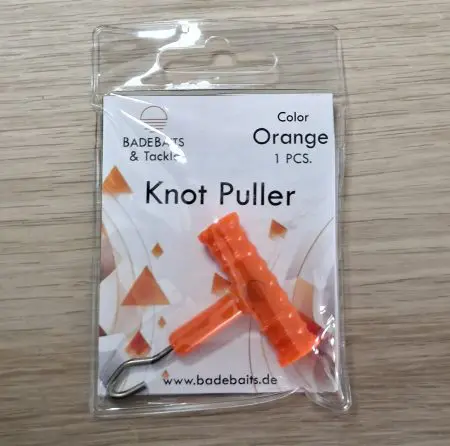 BADEBAITS
& Tackle
Color
Orange
1 PCS.
Knot Puller
www.badebaits.de